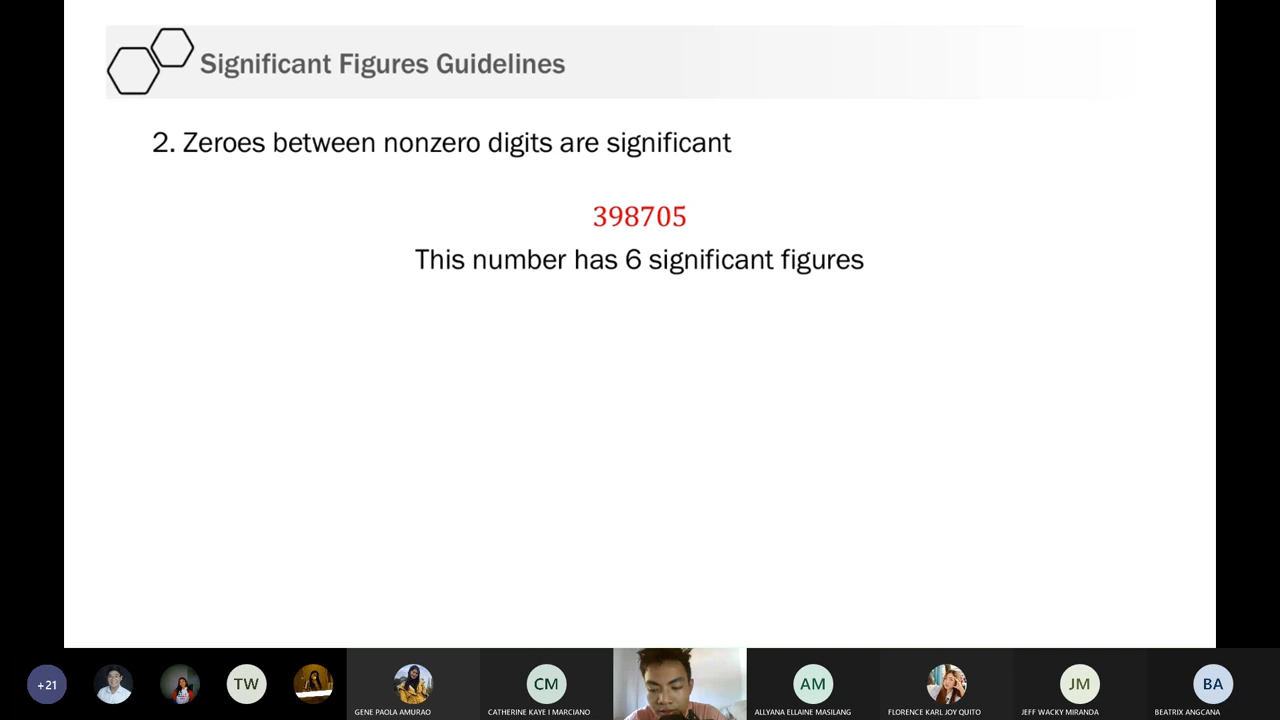 Significant Figures Guidelines
2. Zeroes between nonzero digits are significant
398705
This number has 6 significant figures
+21
TW
CM
AM
JM
BA
GENE PAOLA AMURAO
CATHERINE KAYE I MARCIANO
ALLYANA ELLAINE MASILANG
FLORENCE KARL JOY QUITO
JEFF WACKY MIRANDA
BEATRIX ANGCANA